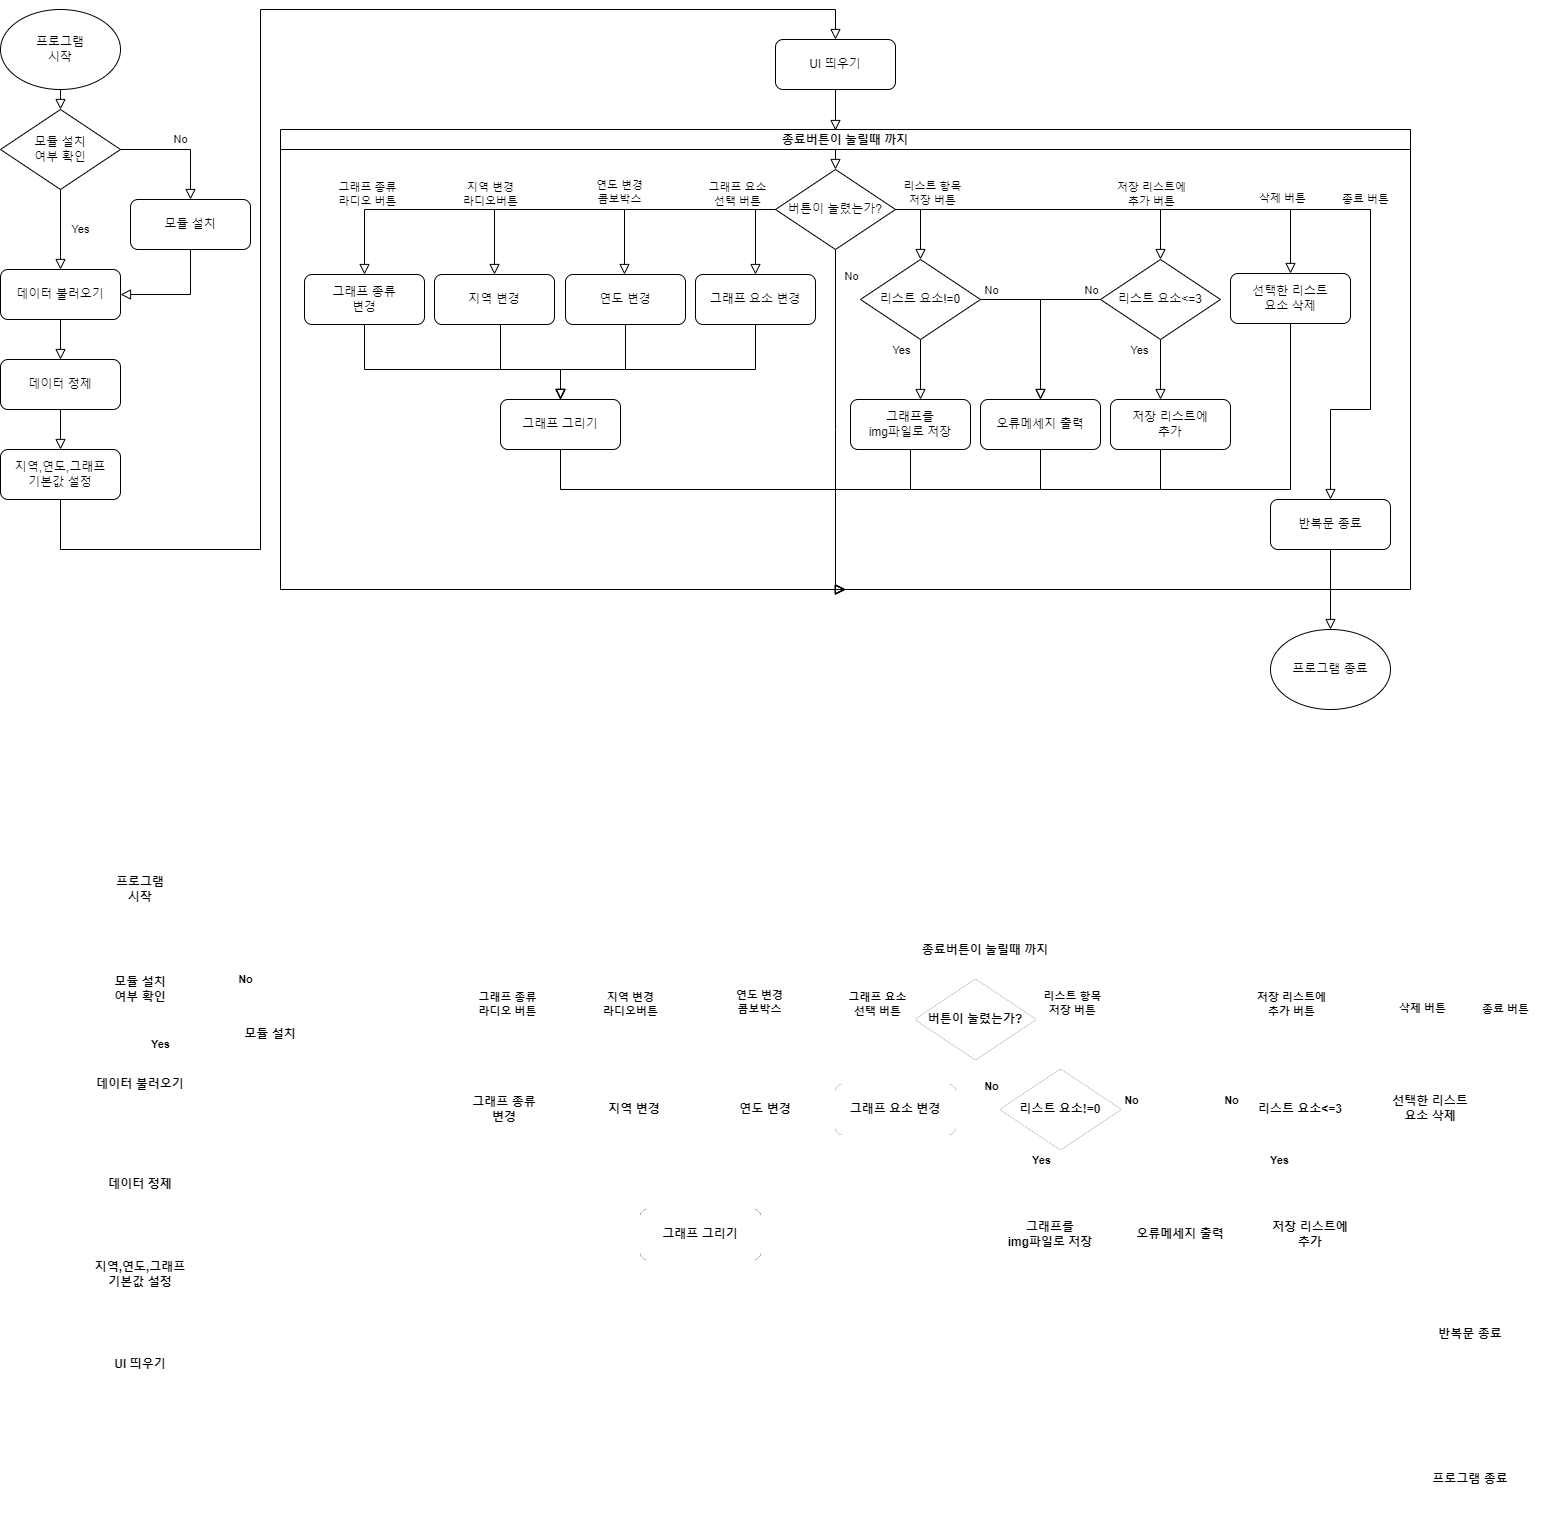 프로그램
시작
UI 띄우기
모듈 설치
여부 확인
No
종료버튼이 눌릴때 까지
그래프 종류
라디오 버튼
지역 변경
라디오버튼
연도 변경
콤보박스
그래프 요소
선택 버튼
버튼이 눌렸는가?
리스트 항목
저장 버튼
저장 리스트에
추가 버튼
삭제 버튼
종료 버튼
Yes
모듈 설치
데이터 불러오기
그래프 종류
변경
지역 변경
연도 변경
그래프 요소 변경
No
리스트 요소!=0
No
No
리스트 요소<=3
선택한 리스트
요소 삭제
Yes
Yes
데이터 정제
그래프 그리기
그래프를
img파일로 저장
오류메세지 출력
저장 리스트에
추가
지역,연도,그래프
기본값 설정
반복문 종료
프로그램 종료
프로그램
시작
종료버튼이 눌릴때 까지
모듈 설치
여부 확인
No
그래프 종류
라디오 버튼
지역 변경
라디오버튼
연도 변경
콤보박스
그래프 요소
선택 버튼
버튼이 눌렸는가?
리스트 항목
저장 버튼
저장 리스트에
추가 버튼
삭제 버튼
종료 버튼
Yes
모듈 설치
데이터 불러오기
그래프 종류
변경
지역 변경
연도 변경
그래프 요소 변경
No
리스트 요소!=0
No
No
리스트 요소<=3
선택한 리스트
요소 삭제
Yes
Yes
데이터 정제
그래프 그리기
그래프를
img파일로 저장
오류메세지 출력
저장 리스트에
추가
지역,연도,그래프
기본값 설정
반복문 종료
UI 띄우기
프로그램 종료